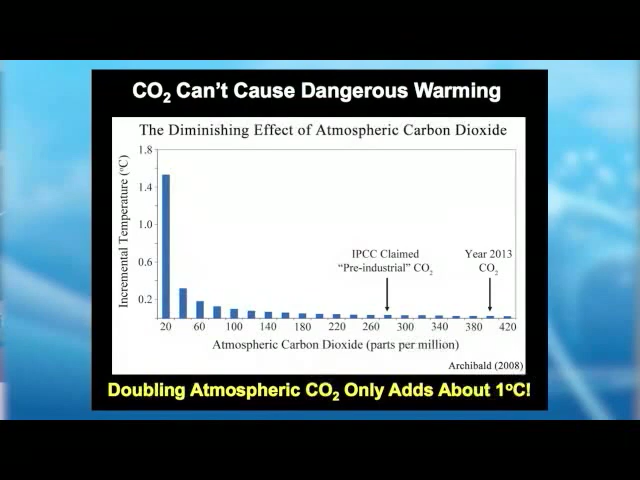 CO₂ Can't Cause Dangerous Warming
The Diminishing Effect of Atmospheric Carbon Dioxide
Incremental Temperature (°C)
1.8
1.4
1.0
0.6
0.2
IPCC Claimed
"Pre-industrial" CO₂
Year 2013
CO₂
20 60 100 140 180 220 260 300 340 380 420
Atmospheric Carbon Dioxide (parts per million)
Archibald (2008)
Doubling Atmospheric CO₂ Only Adds About 1°C!